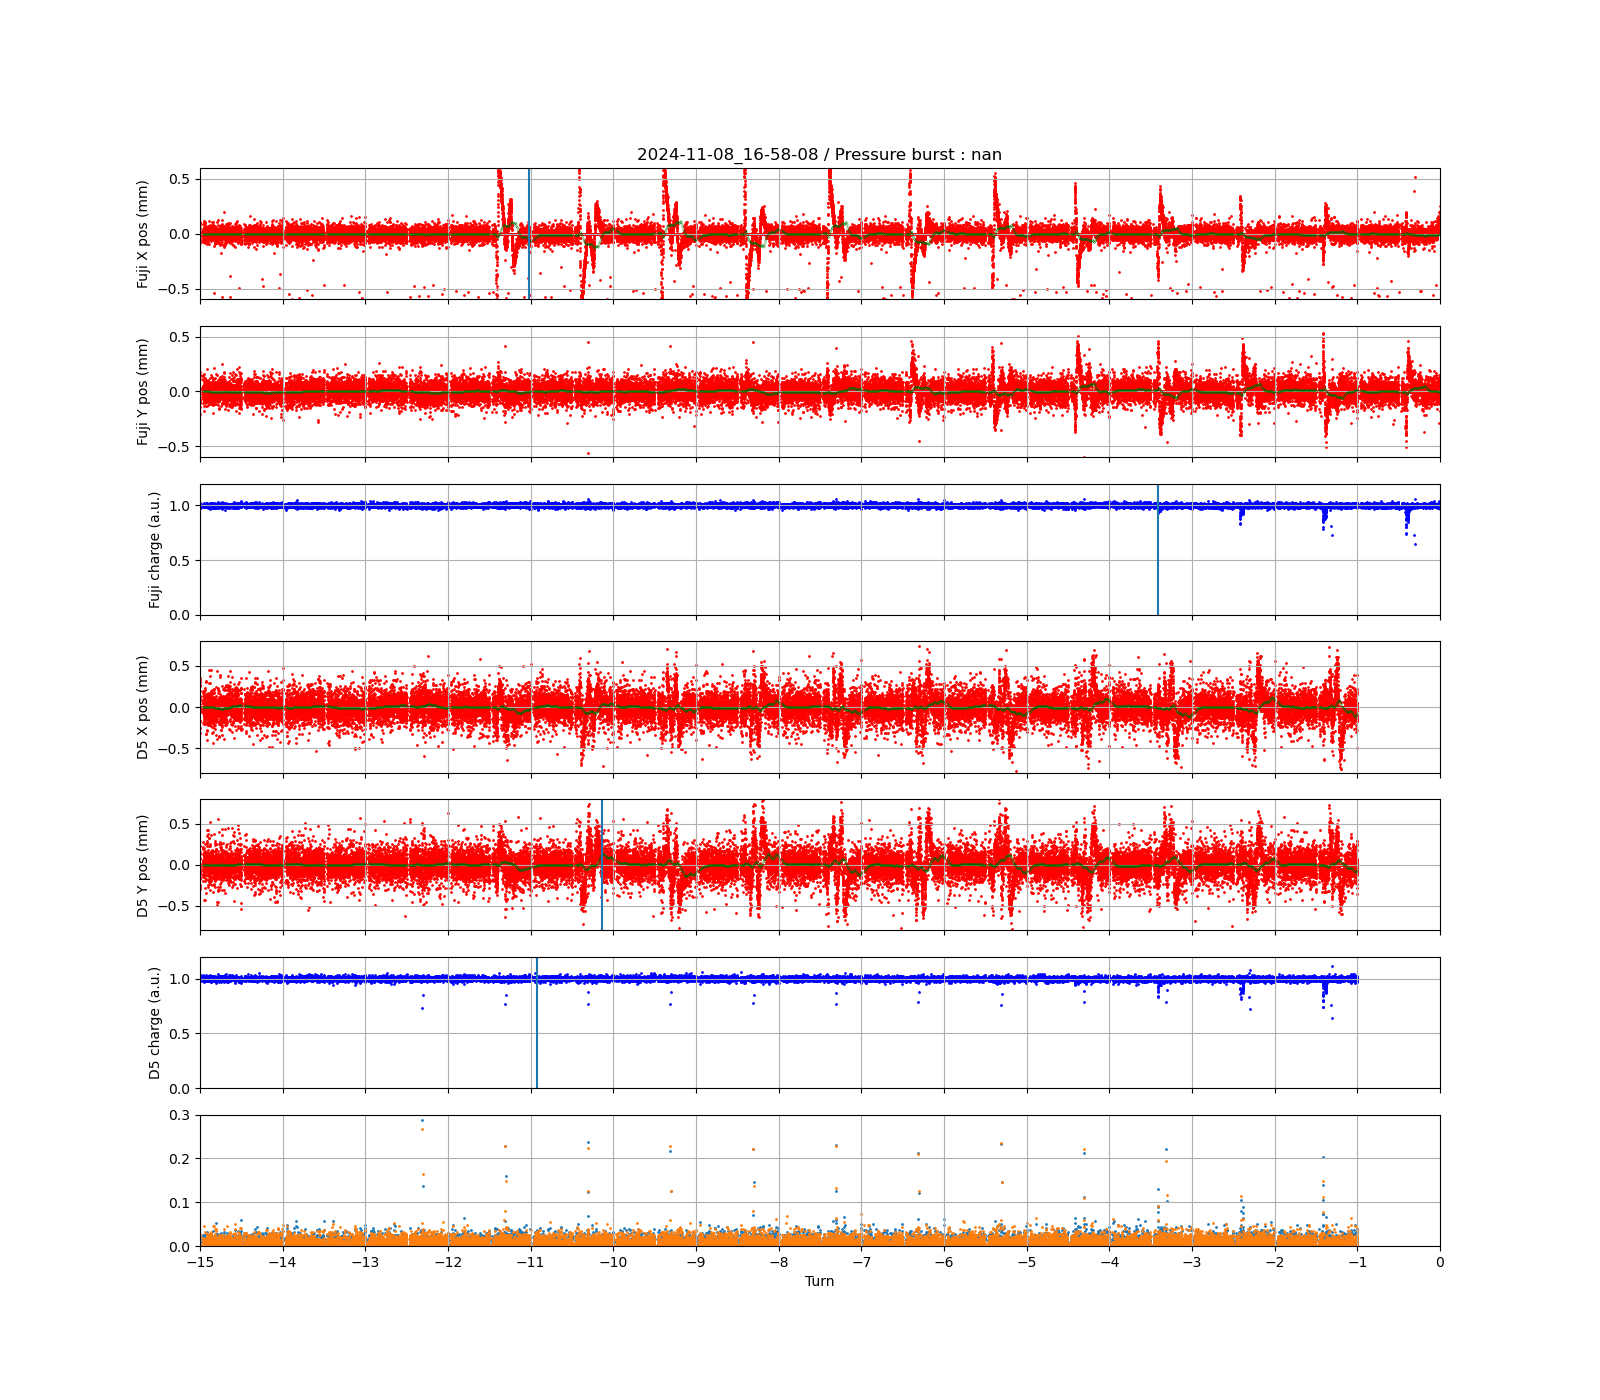 2024-11-08_16-58-08 / Pressure burst : nan
Fuji X pos (mm)
0.5
0.0
−0.5
Fuji Y pos (mm)
0.5
0.0
−0.5
Fuji charge (a.u.)
1.0
0.5
0.0
D5 X pos (mm)
0.5
0.0
−0.5
D5 Y pos (mm)
0.5
0.0
−0.5
D5 charge (a.u.)
1.0
0.5
0.0
0.3
0.2
0.1
0.0
−15 −14 −13 −12 −11 −10 −9 −8 −7 −6 −5 −4 −3 −2 −1 0
Turn